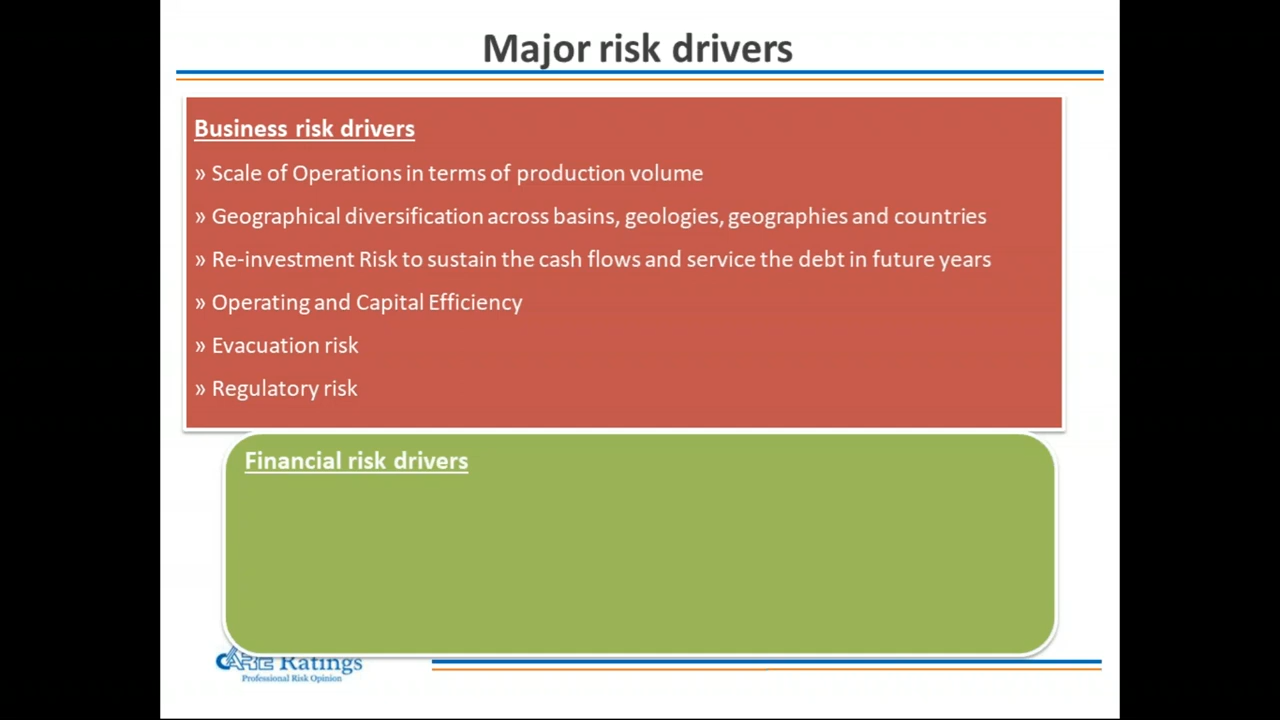 Major risk drivers
Business risk drivers
» Scale of Operations in terms of production volume
» Geographical diversification across basins, geologies, geographies and countries
» Re-investment Risk to sustain the cash flows and service the debt in future years
» Operating and Capital Efficiency
» Evacuation risk
» Regulatory risk
Financial risk drivers
CARE Ratings
Professional Risk Opinion